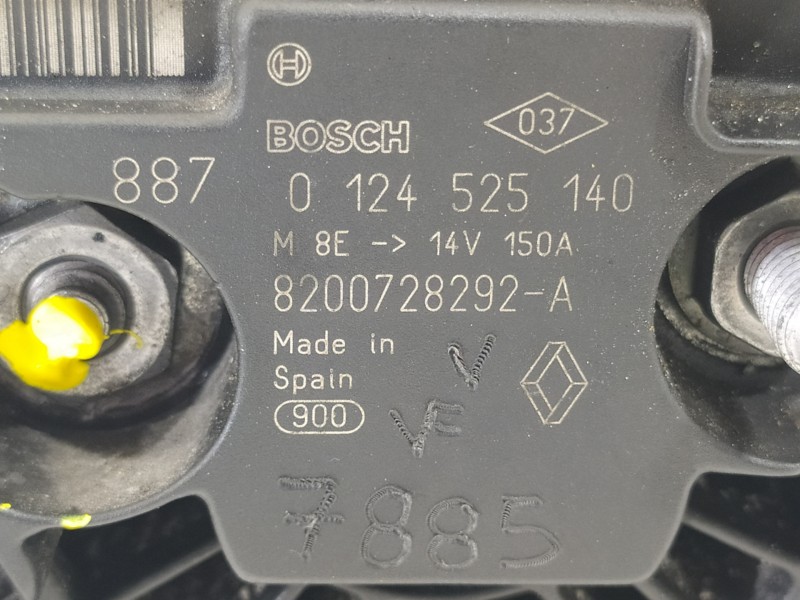 BOSCH
037
887
0 124 525 140
M 8E -> 14V 150A
8200728292-A
Made in
Spain
900
V
VE
7885